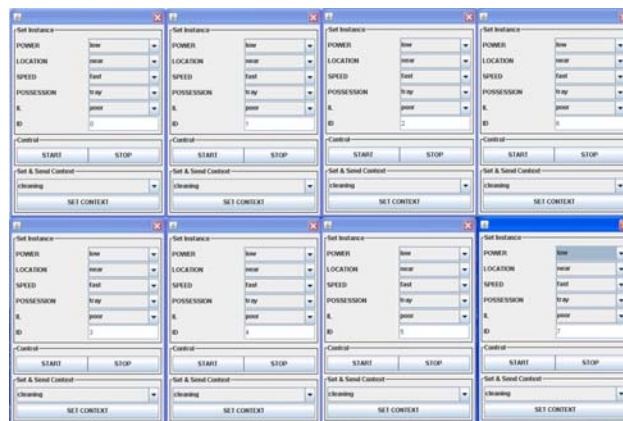 Set Instance
POWER low
LOCATION near
SPEED fast
POSSESSION tray
IL poor
ID 0
Control
START STOP
Set & Send Context
cleaning
SET CONTEXT
Set Instance
POWER low
LOCATION near
SPEED fast
POSSESSION tray
IL poor
ID 1
Control
START STOP
Set & Send Context
cleaning
SET CONTEXT
Set Instance
POWER low
LOCATION near
SPEED fast
POSSESSION tray
IL poor
ID 2
Control
START STOP
Set & Send Context
cleaning
SET CONTEXT
Set Instance
POWER low
LOCATION near
SPEED fast
POSSESSION tray
IL poor
ID 6
Control
START STOP
Set & Send Context
cleaning
SET CONTEXT
Set Instance
POWER low
LOCATION near
SPEED fast
POSSESSION tray
IL poor
ID 3
Control
START STOP
Set & Send Context
cleaning
SET CONTEXT
Set Instance
POWER low
LOCATION near
SPEED fast
POSSESSION tray
IL poor
ID 4
Control
START STOP
Set & Send Context
cleaning
SET CONTEXT
Set Instance
POWER low
LOCATION near
SPEED fast
POSSESSION tray
IL poor
ID 5
Control
START STOP
Set & Send Context
cleaning
SET CONTEXT
Set Instance
POWER low
LOCATION near
SPEED fast
POSSESSION tray
IL poor
ID 7
Control
START STOP
Set & Send Context
cleaning
SET CONTEXT